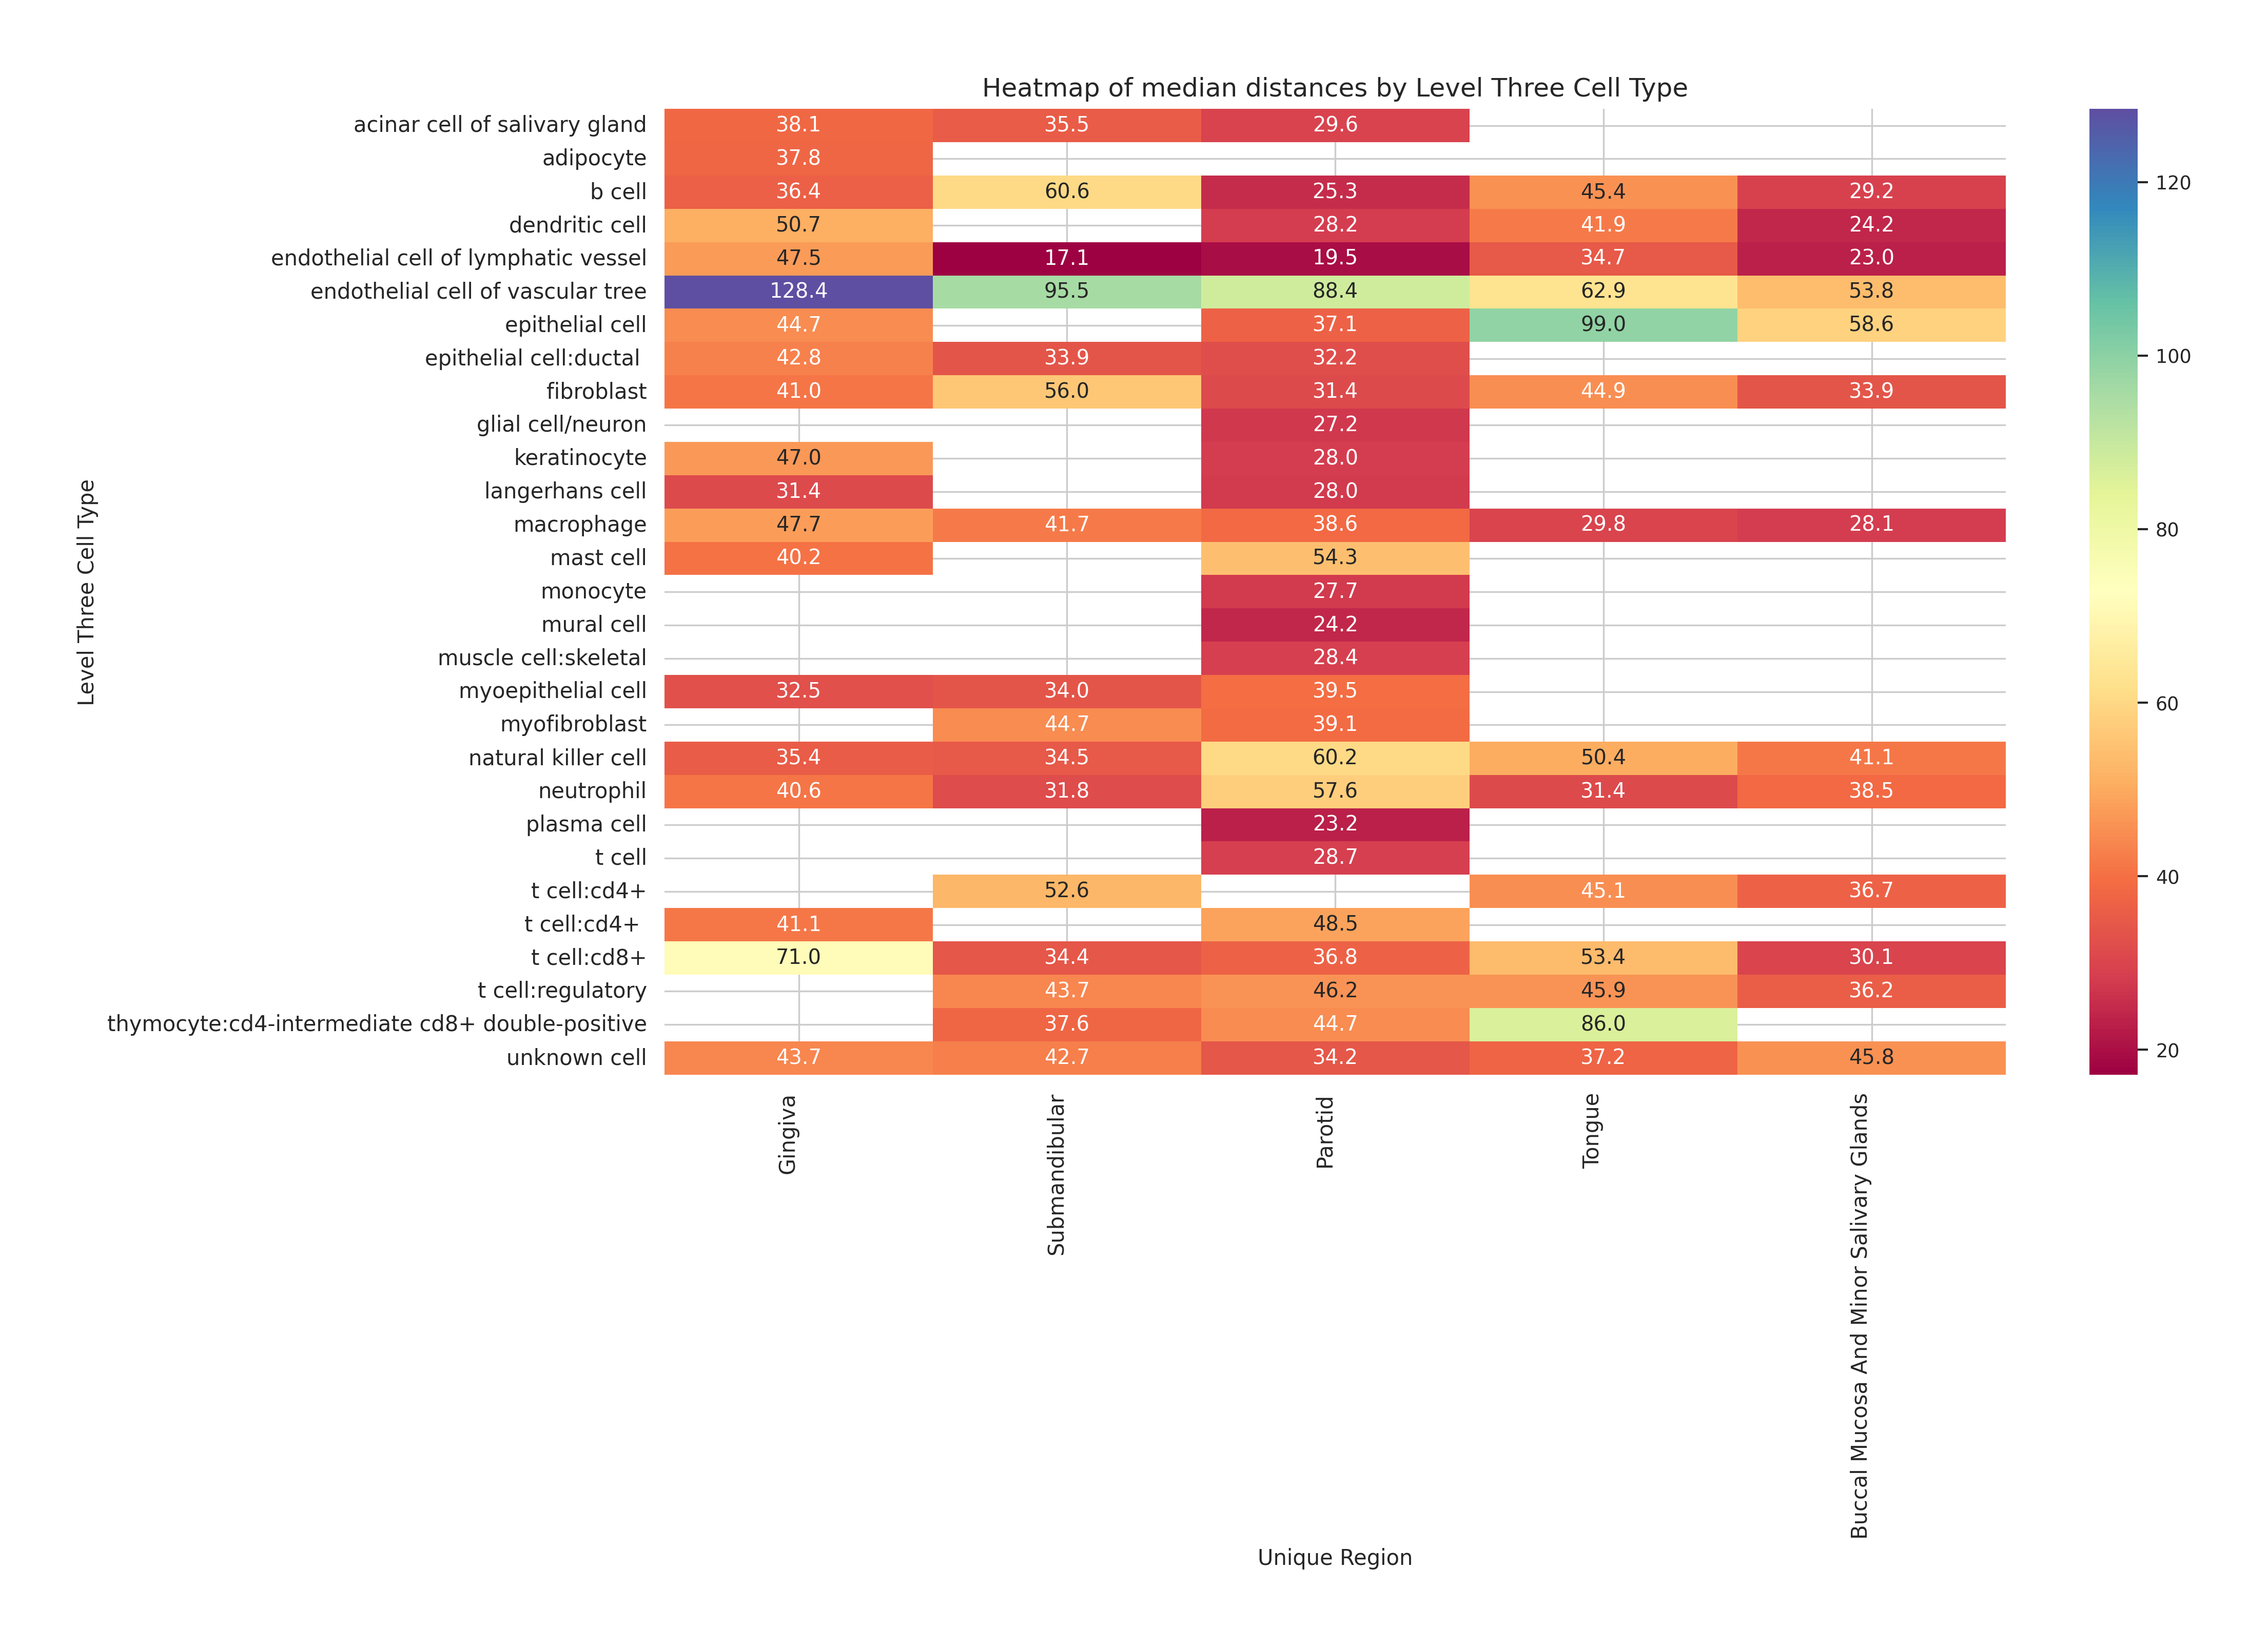 Heatmap of median distances by Level Three Cell Type
acinar cell of salivary gland 38.1 35.5 29.6
adipocyte 37.8
b cell 36.4 60.6 25.3 45.4 29.2
dendritic cell 50.7 28.2 41.9 24.2
endothelial cell of lymphatic vessel 47.5 17.1 19.5 34.7 23.0
endothelial cell of vascular tree 128.4 95.5 88.4 62.9 53.8
epithelial cell 44.7 37.1 99.0 58.6
epithelial cell:ductal 42.8 33.9 32.2
fibroblast 41.0 56.0 31.4 44.9 33.9
glial cell/neuron 27.2
keratinocyte 47.0 28.0
langerhans cell 31.4 28.0
macrophage 47.7 41.7 38.6 29.8 28.1
mast cell 40.2 54.3
monocyte 27.7
mural cell 24.2
muscle cell:skeletal 28.4
myoepithelial cell 32.5 34.0 39.5
myofibroblast 44.7 39.1
natural killer cell 35.4 34.5 60.2 50.4 41.1
neutrophil 40.6 31.8 57.6 31.4 38.5
plasma cell 23.2
t cell 28.7
t cell:cd4+ 52.6 45.1 36.7
t cell:cd4+ 41.1 48.5
t cell:cd8+ 71.0 34.4 36.8 53.4 30.1
t cell:regulatory 43.7 46.2 45.9 36.2
thymocyte:cd4-intermediate cd8+ double-positive 37.6 44.7 86.0
unknown cell 43.7 42.7 34.2 37.2 45.8
Level Three Cell Type
Gingiva
Submandibular
Parotid
Tongue
Buccal Mucosa And Minor Salivary Glands
Unique Region
120
100
80
60
40
20